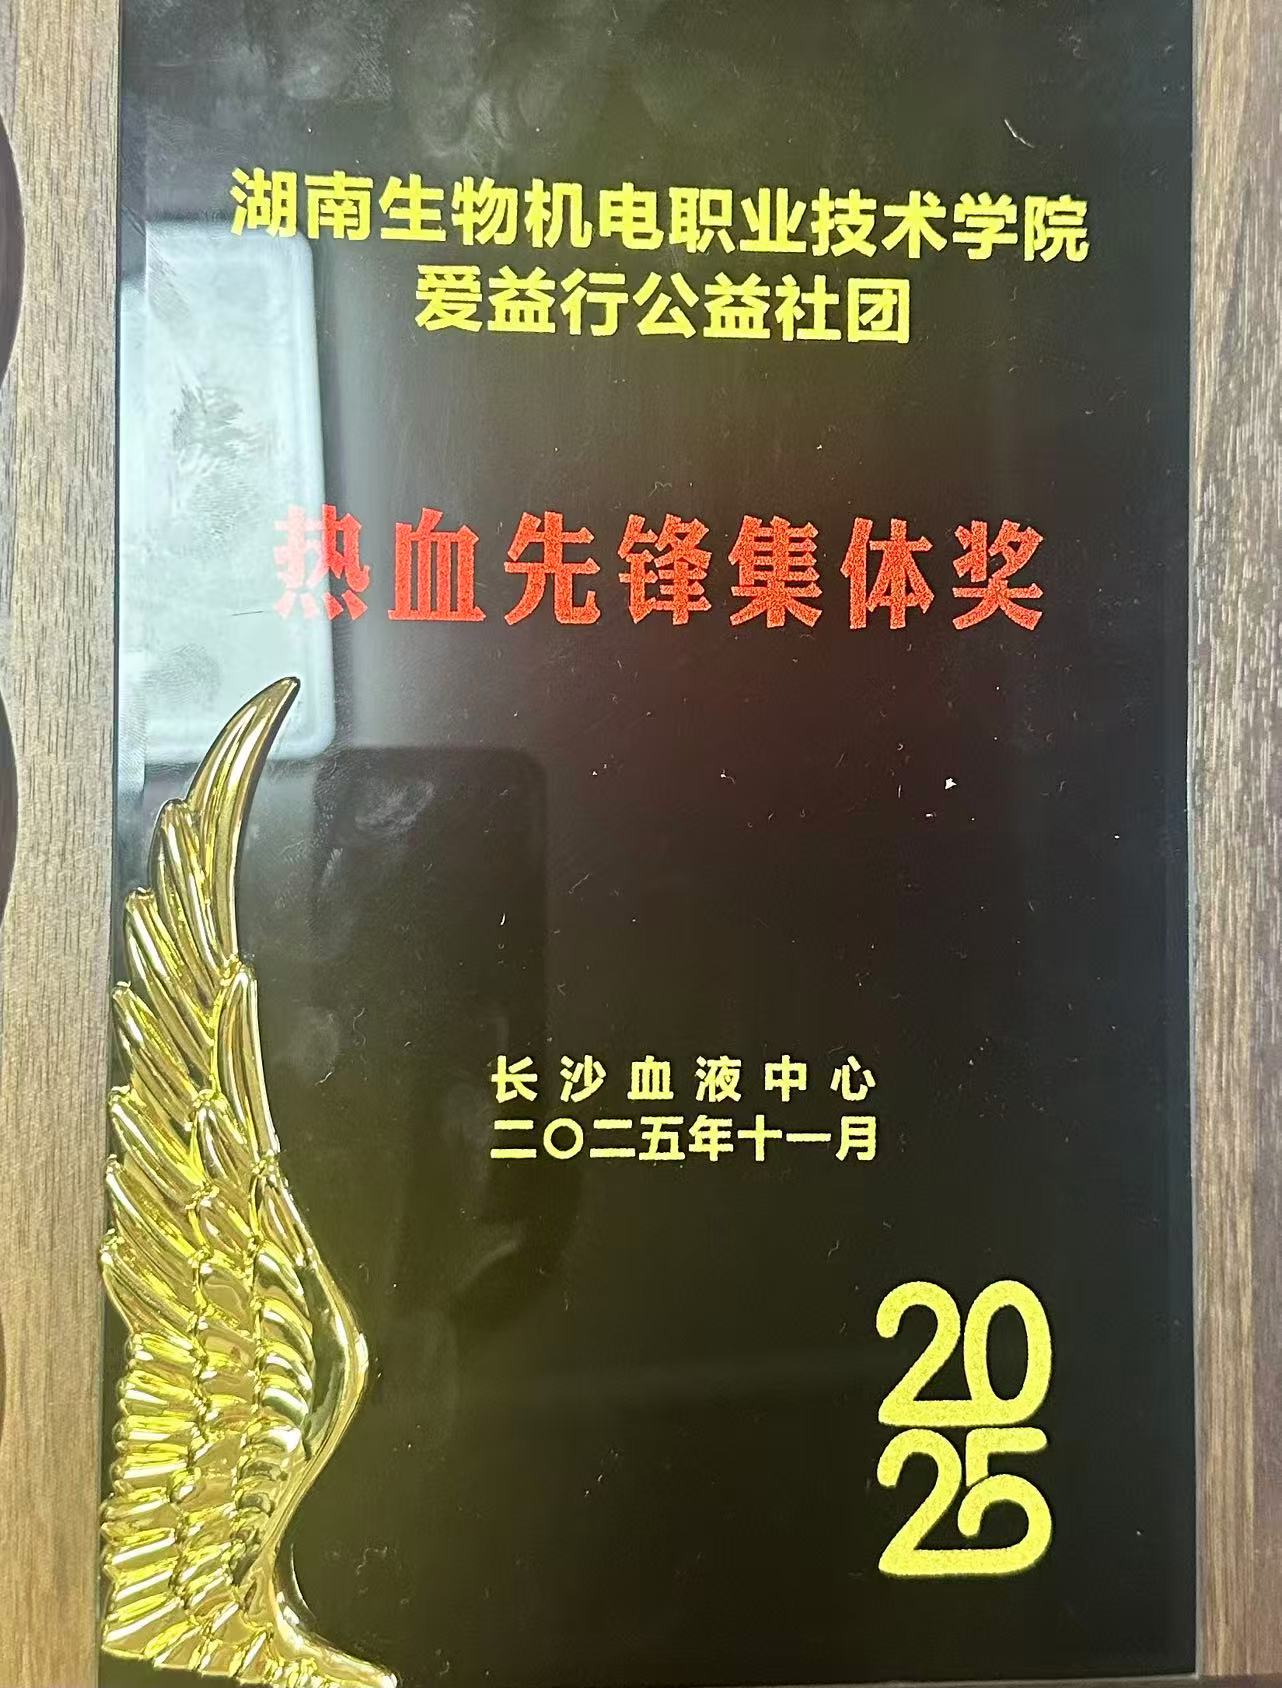 湖南生物机电职业技术学院
爱益行公益社团
热血先锋集体奖
长沙血液中心
二〇二五年十一月
20
25